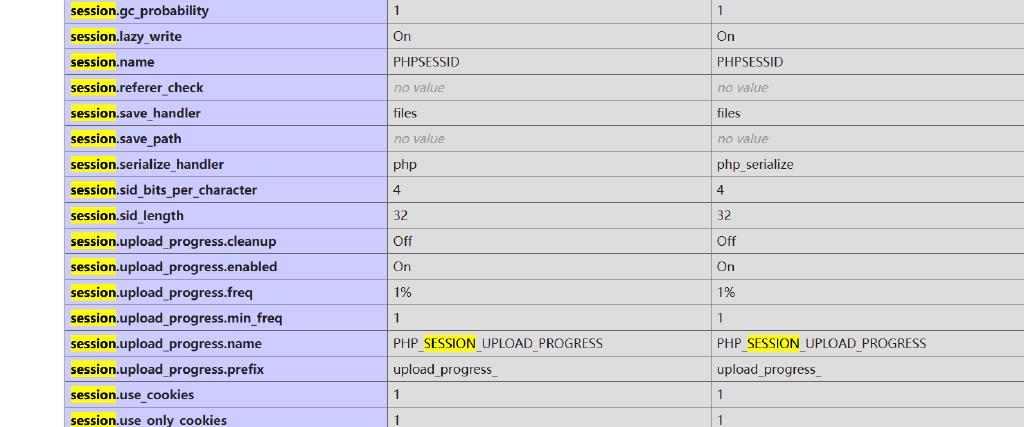 session.gc_probability 1 1
session.lazy_write On On
session.name PHPSESSID PHPSESSID
session.referer_check no value no value
session.save_handler files files
session.save_path no value no value
session.serialize_handler php php_serialize
session.sid_bits_per_character 4 4
session.sid_length 32 32
session.upload_progress.cleanup Off Off
session.upload_progress.enabled On On
session.upload_progress.freq 1% 1%
session.upload_progress.min_freq 1 1
session.upload_progress.name PHP_SESSION_UPLOAD_PROGRESS PHP_SESSION_UPLOAD_PROGRESS
session.upload_progress.prefix upload_progress_ upload_progress_
session.use_cookies 1 1
session.use_only_cookies 1 1